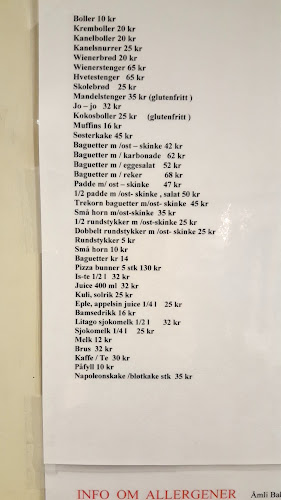 Boller 10 kr
Kremboller 20 kr
Kanelboller 20 kr
Kanelsnurrer 25 kr
Wienerbrød 20 kr
Wienerstenger 65 kr
Hvetestenger 65 kr
Skolebrød 25 kr
Mandelstenger 35 kr (glutenfritt )
Jo – jo 32 kr
Kokosboller 25 kr (glutenfritt )
Muffins 16 kr
Søsterkake 45 kr
Baguetter m /ost – skinke 42 kr
Baguetter m / karbonade 62 kr
Baguetter m / eggesalat 52 kr
Baguetter m / reker 68 kr
Padde m/ ost – skinke 47 kr
1/2 padde m/ost- skinke , salat 50 kr
Trekorn baguetter m/ost- skinke 45 kr
Små horn m/ost-skinke 35 kr
1/2 rundstykker m /ost-skinke 25 kr
Dobbelt rundstykker m /ost- skinke 25 kr
Rundstykker 5 kr
Små horn 10 kr
Baguetter kr 14
Pizza bunner 5 stk 130 kr
Is-te 1/2 l 32 kr
Juice 400 ml 32 kr
Kuli, solrik 25 kr
Eple, appelsin juice 1/4 l 25 kr
Bamsedrikk 16 kr
Litago sjokomelk 1/2 l 32 kr
Sjokomelk 1/4 l 25 kr
Melk 12 kr
Brus 32 kr
Kaffe / Te 30 kr
Påfyll 10 kr
Napoleonskake /bløtkake stk 35 kr
INFO OM ALLERGENER Åmli Bak